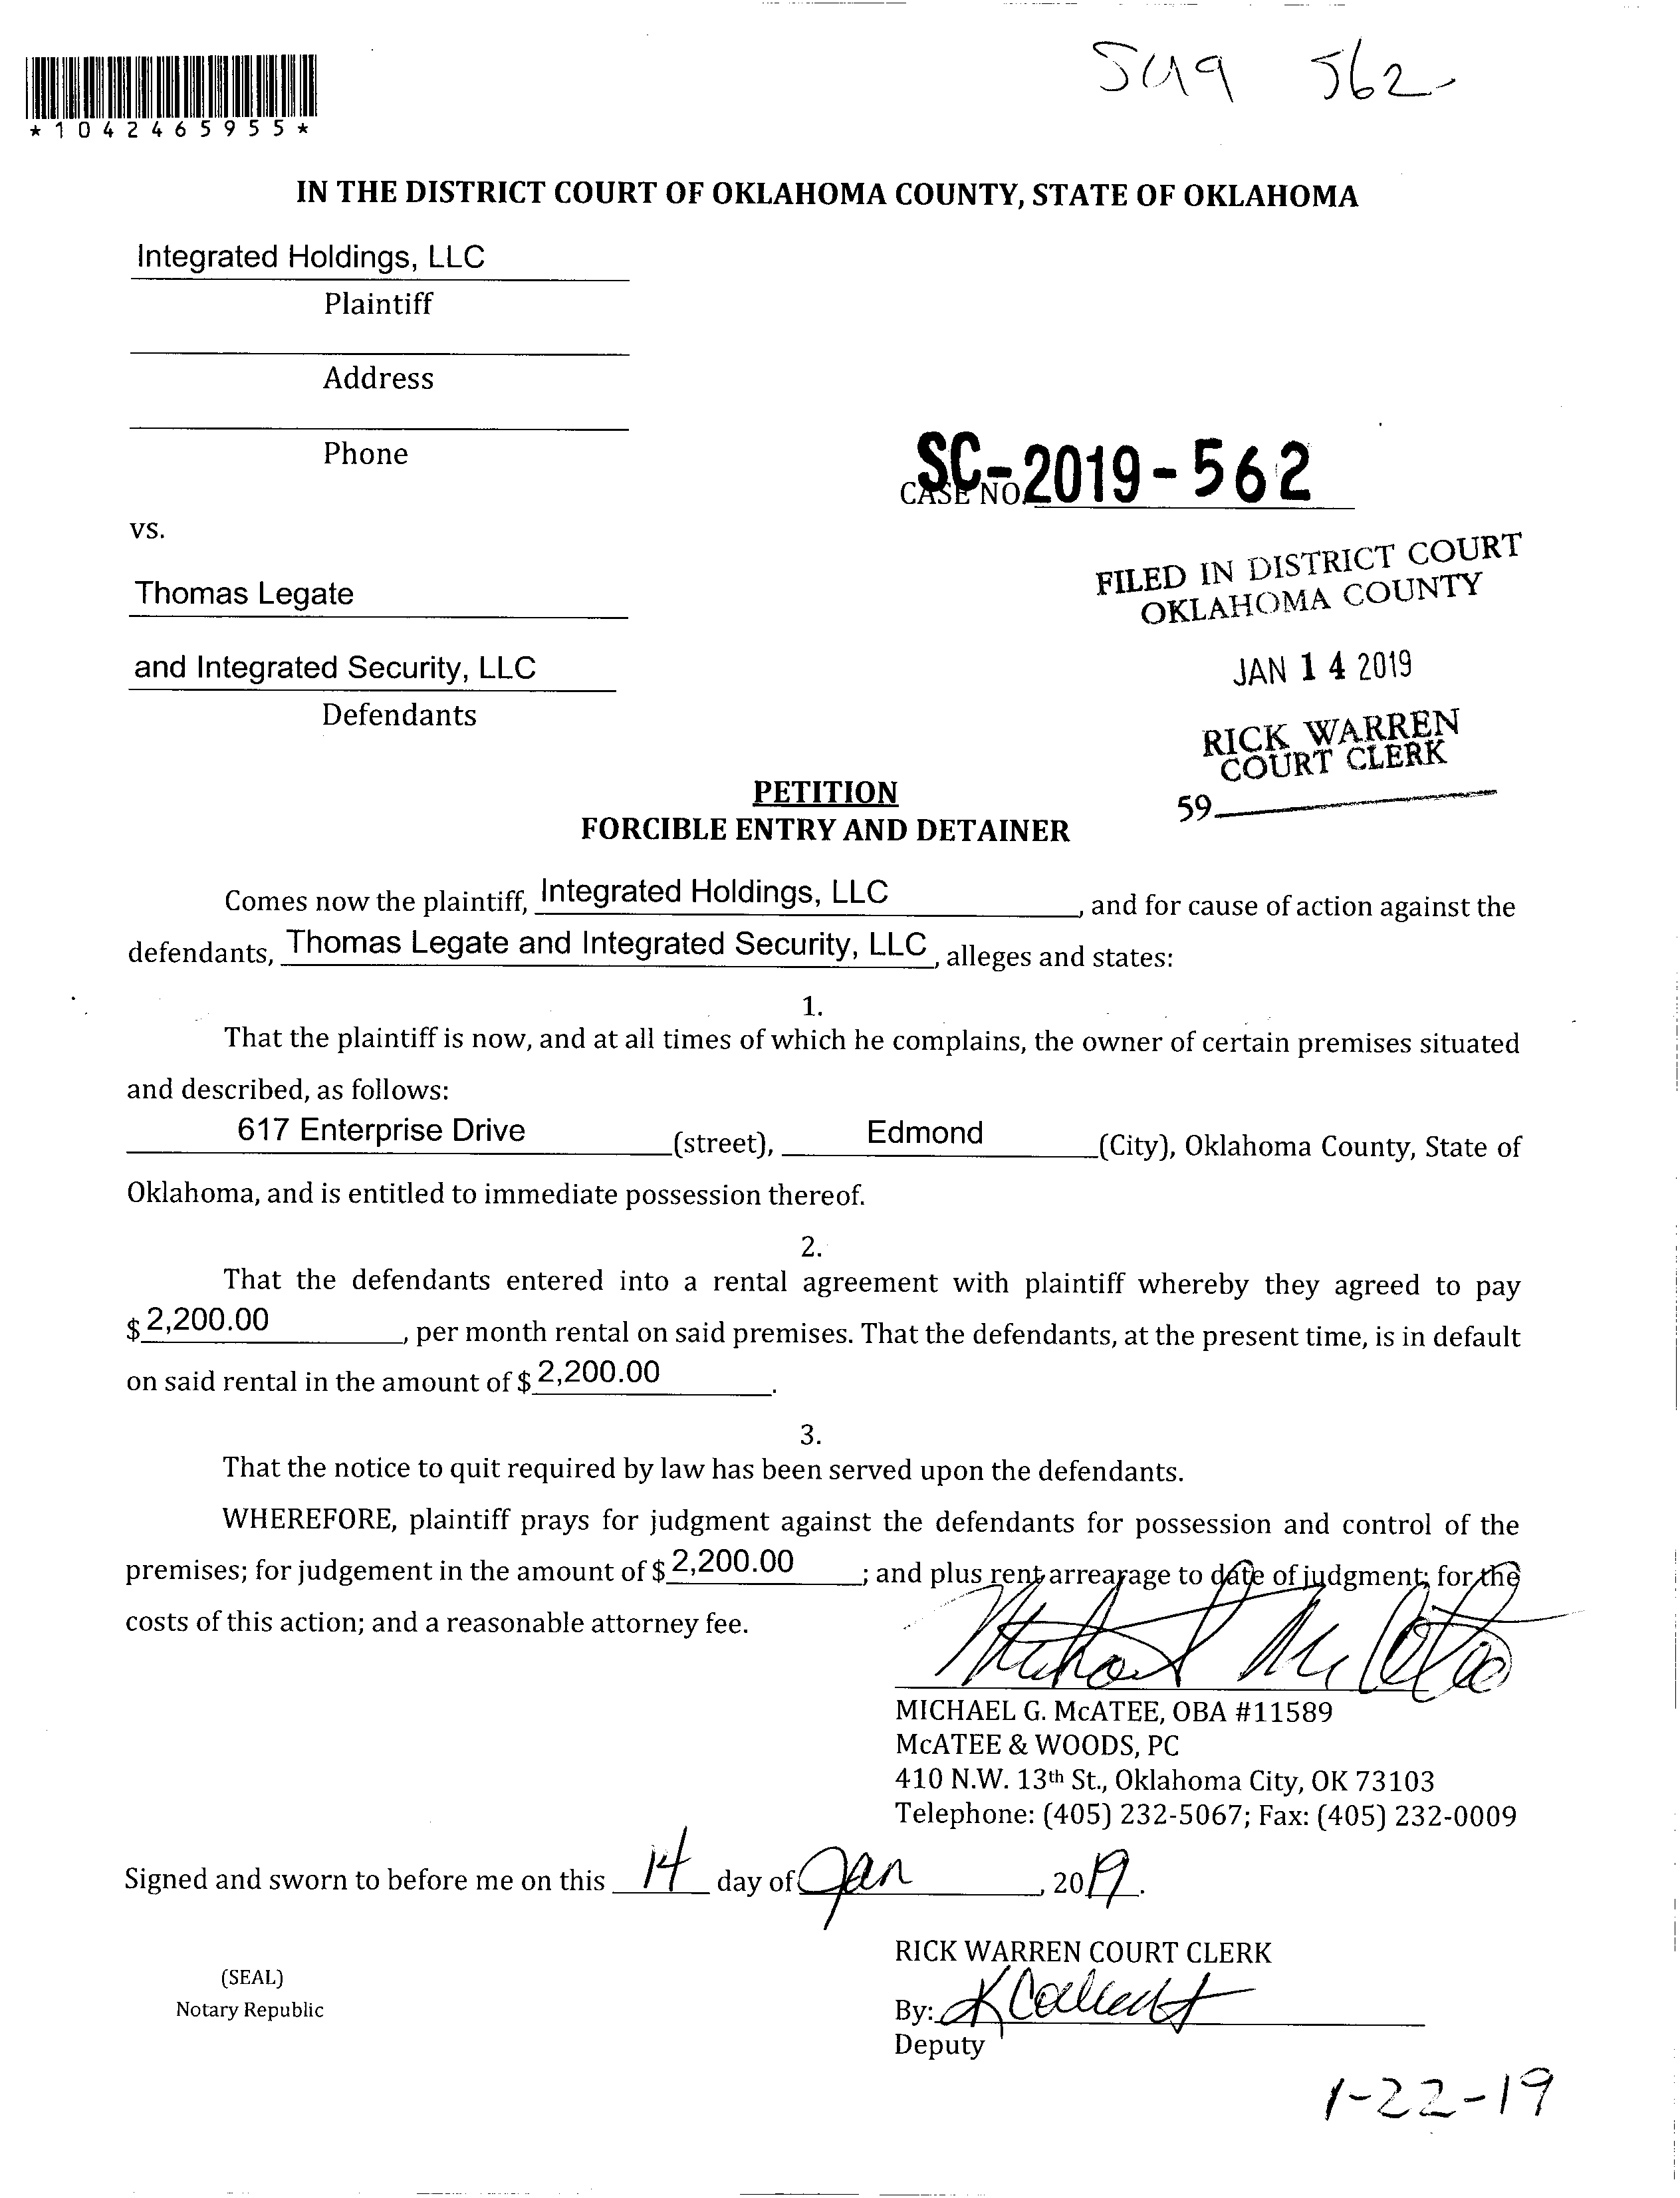 SC19 562
*1042465955*
IN THE DISTRICT COURT OF OKLAHOMA COUNTY, STATE OF OKLAHOMA
Integrated Holdings, LLC
Plaintiff
Address
Phone
SC-2019-562
CASE NO.
vs.
FILED IN DISTRICT COURT
OKLAHOMA COUNTY
Thomas Legate
JAN 14 2019
and Integrated Security, LLC
Defendants
RICK WARREN
COURT CLERK
59
PETITION
FORCIBLE ENTRY AND DETAINER
Comes now the plaintiff, Integrated Holdings, LLC, and for cause of action against the
defendants, Thomas Legate and Integrated Security, LLC, alleges and states:
1.
That the plaintiff is now, and at all times of which he complains, the owner of certain premises situated
and described, as follows:
617 Enterprise Drive (street), Edmond (City), Oklahoma County, State of
Oklahoma, and is entitled to immediate possession thereof.
2.
That the defendants entered into a rental agreement with plaintiff whereby they agreed to pay
$ 2,200.00, per month rental on said premises. That the defendants, at the present time, is in default
on said rental in the amount of $ 2,200.00.
3.
That the notice to quit required by law has been served upon the defendants.
WHEREFORE, plaintiff prays for judgment against the defendants for possession and control of the
premises; for judgement in the amount of $ 2,200.00; and plus rent arrearage to date of judgment; for the
costs of this action; and a reasonable attorney fee.
MICHAEL G. McATEE, OBA #11589
McATEE & WOODS, PC
410 N.W. 13th St., Oklahoma City, OK 73103
Telephone: (405) 232-5067; Fax: (405) 232-0009
Signed and sworn to before me on this 14 day of Jan, 2019.
RICK WARREN COURT CLERK
(SEAL)
Notary Republic
By:
Deputy
1-22-19